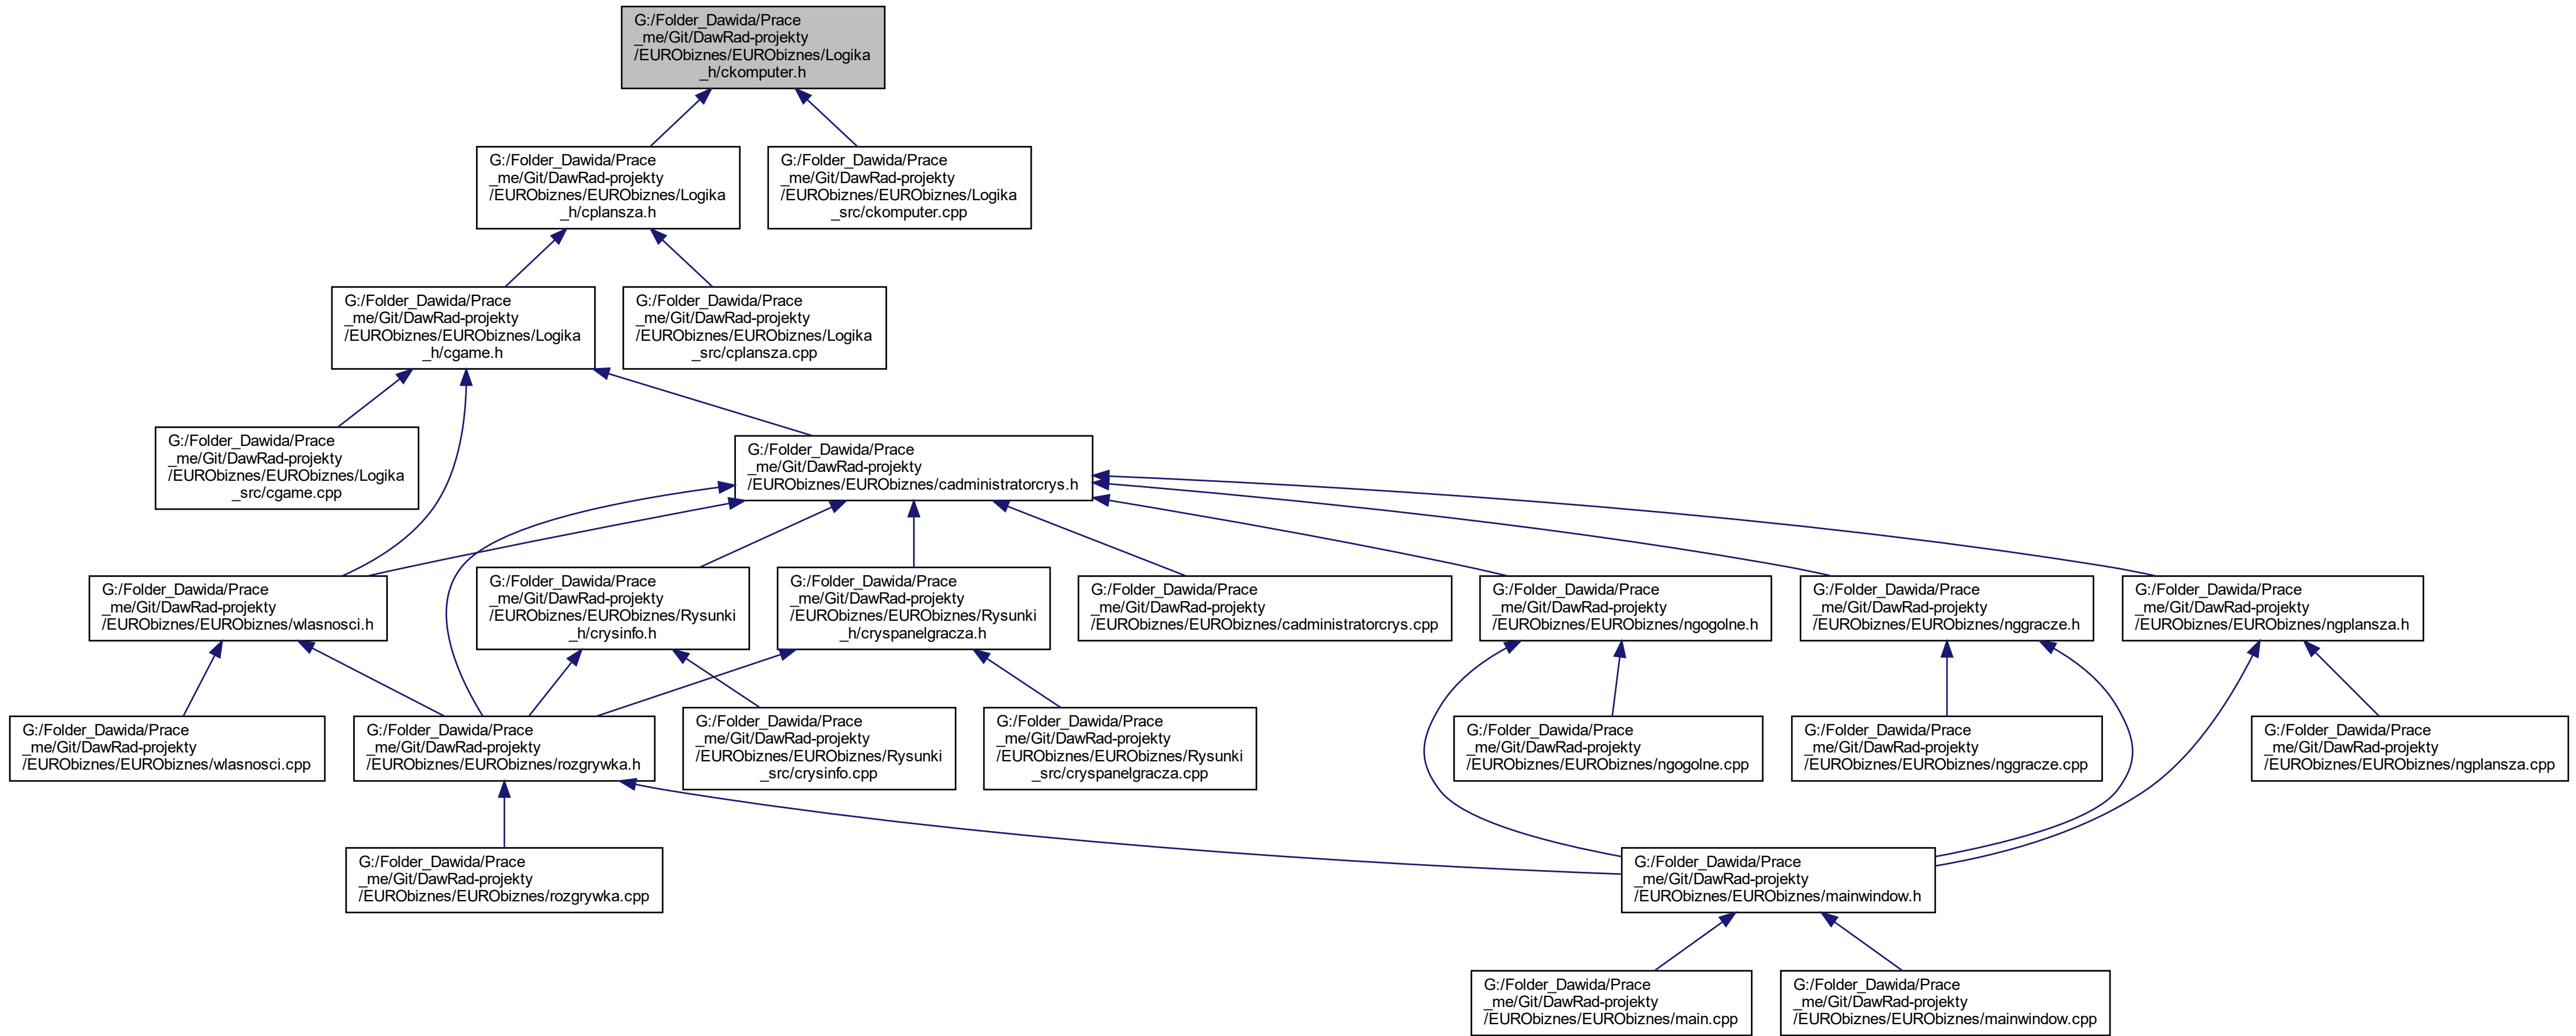 G:/Folder_Dawida/Prace
_me/Git/DawRad-projekty
/EURObiznes/EURObiznes/Logika
_h/ckomputer.h
G:/Folder_Dawida/Prace
_me/Git/DawRad-projekty
/EURObiznes/EURObiznes/Logika
_h/cplansza.h
G:/Folder_Dawida/Prace
_me/Git/DawRad-projekty
/EURObiznes/EURObiznes/Logika
_src/ckomputer.cpp
G:/Folder_Dawida/Prace
_me/Git/DawRad-projekty
/EURObiznes/EURObiznes/Logika
_h/cgame.h
G:/Folder_Dawida/Prace
_me/Git/DawRad-projekty
/EURObiznes/EURObiznes/Logika
_src/cplansza.cpp
G:/Folder_Dawida/Prace
_me/Git/DawRad-projekty
/EURObiznes/EURObiznes/Logika
_src/cgame.cpp
G:/Folder_Dawida/Prace
_me/Git/DawRad-projekty
/EURObiznes/EURObiznes/cadministratorcrys.h
G:/Folder_Dawida/Prace
_me/Git/DawRad-projekty
/EURObiznes/EURObiznes/wlasnosci.h
G:/Folder_Dawida/Prace
_me/Git/DawRad-projekty
/EURObiznes/EURObiznes/Rysunki
_h/crysinfo.h
G:/Folder_Dawida/Prace
_me/Git/DawRad-projekty
/EURObiznes/EURObiznes/Rysunki
_h/cryspanelgracza.h
G:/Folder_Dawida/Prace
_me/Git/DawRad-projekty
/EURObiznes/EURObiznes/cadministratorcrys.cpp
G:/Folder_Dawida/Prace
_me/Git/DawRad-projekty
/EURObiznes/EURObiznes/ngogolne.h
G:/Folder_Dawida/Prace
_me/Git/DawRad-projekty
/EURObiznes/EURObiznes/nggracze.h
G:/Folder_Dawida/Prace
_me/Git/DawRad-projekty
/EURObiznes/EURObiznes/ngplansza.h
G:/Folder_Dawida/Prace
_me/Git/DawRad-projekty
/EURObiznes/EURObiznes/wlasnosci.cpp
G:/Folder_Dawida/Prace
_me/Git/DawRad-projekty
/EURObiznes/EURObiznes/rozgrywka.h
G:/Folder_Dawida/Prace
_me/Git/DawRad-projekty
/EURObiznes/EURObiznes/Rysunki
_src/crysinfo.cpp
G:/Folder_Dawida/Prace
_me/Git/DawRad-projekty
/EURObiznes/EURObiznes/Rysunki
_src/cryspanelgracza.cpp
G:/Folder_Dawida/Prace
_me/Git/DawRad-projekty
/EURObiznes/EURObiznes/ngogolne.cpp
G:/Folder_Dawida/Prace
_me/Git/DawRad-projekty
/EURObiznes/EURObiznes/nggracze.cpp
G:/Folder_Dawida/Prace
_me/Git/DawRad-projekty
/EURObiznes/EURObiznes/ngplansza.cpp
G:/Folder_Dawida/Prace
_me/Git/DawRad-projekty
/EURObiznes/EURObiznes/rozgrywka.cpp
G:/Folder_Dawida/Prace
_me/Git/DawRad-projekty
/EURObiznes/EURObiznes/mainwindow.h
G:/Folder_Dawida/Prace
_me/Git/DawRad-projekty
/EURObiznes/EURObiznes/main.cpp
G:/Folder_Dawida/Prace
_me/Git/DawRad-projekty
/EURObiznes/EURObiznes/mainwindow.cpp